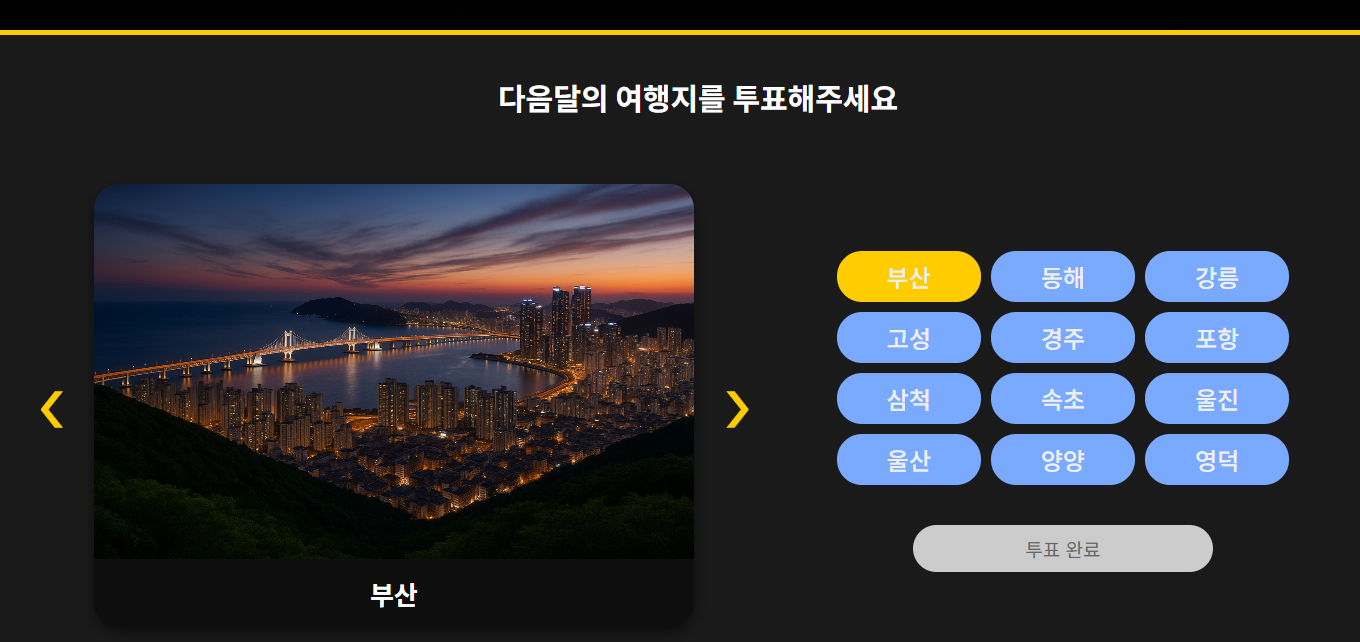 다음달의 여행지를 투표해주세요
부산
부산 동해 강릉
고성 경주 포항
삼척 속초 울진
울산 양양 영덕
투표 완료